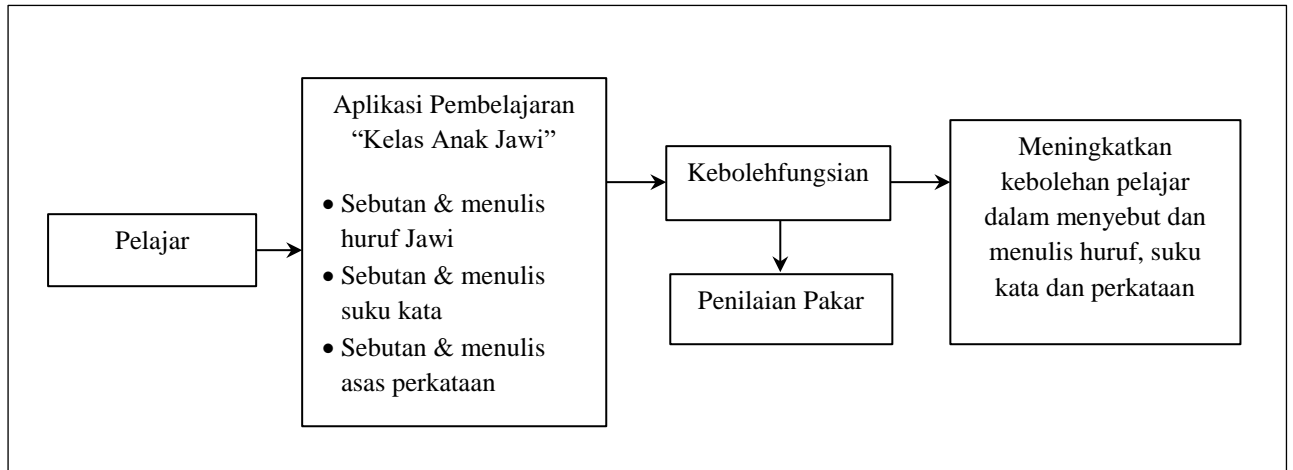 Pelajar
Aplikasi Pembelajaran
“Kelas Anak Jawi”
• Sebutan & menulis
huruf Jawi
• Sebutan & menulis
suku kata
• Sebutan & menulis
asas perkataan
Kebolehfungsian
Penilaian Pakar
Meningkatkan
kebolehan pelajar
dalam menyebut dan
menulis huruf, suku
kata dan perkataan